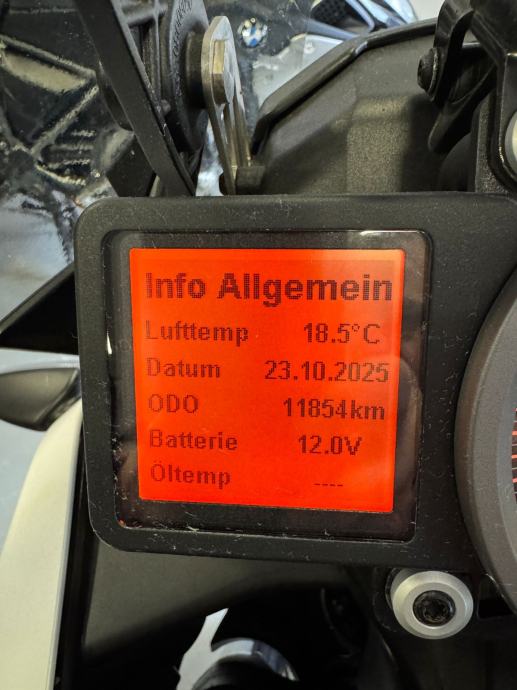 Info Allgemein
Lufttemp 18.5°C
Datum 23.10.2025
ODO 11854km
Batterie 12.0V
Öltemp ----